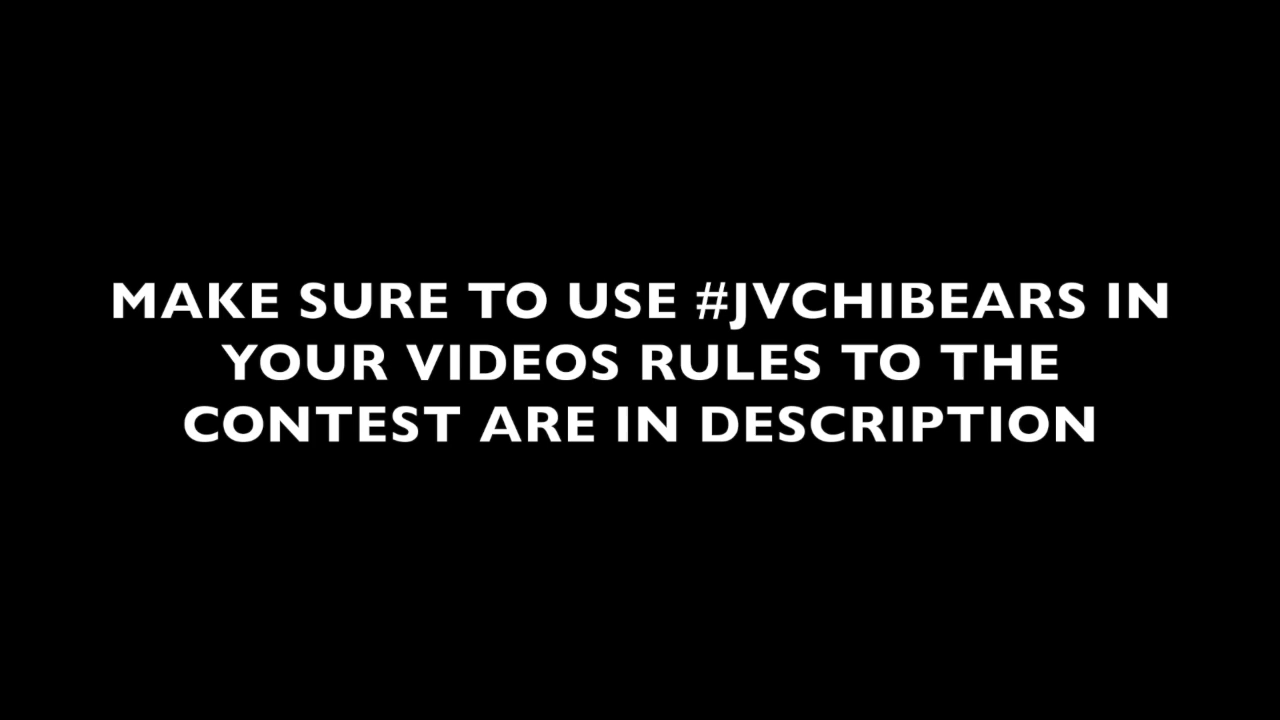 MAKE SURE TO USE #JVCHIBEARS IN
YOUR VIDEOS RULES TO THE
CONTEST ARE IN DESCRIPTION